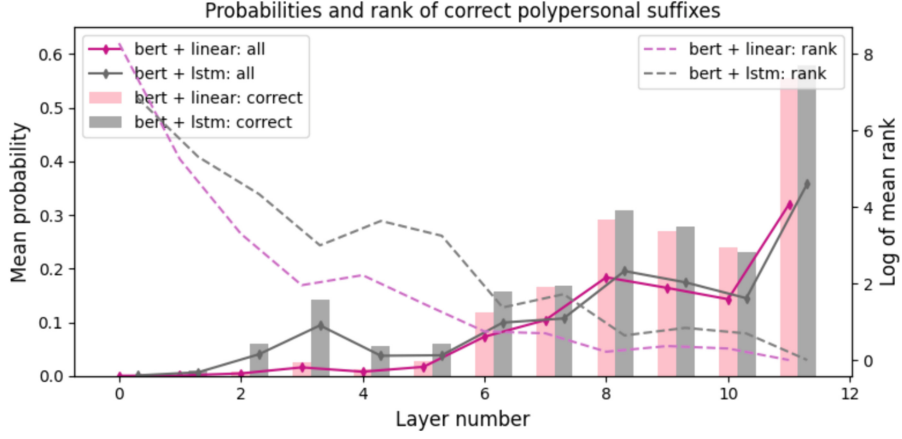 Probabilities and rank of correct polypersonal suffixes
bert + linear: all
bert + lstm: all
bert + linear: correct
bert + lstm: correct
bert + linear: rank
bert + lstm: rank
Mean probability
0.6
0.5
0.4
0.3
0.2
0.1
0.0
Log of mean rank
8
6
4
2
0
0 2 4 6 8 10 12
Layer number